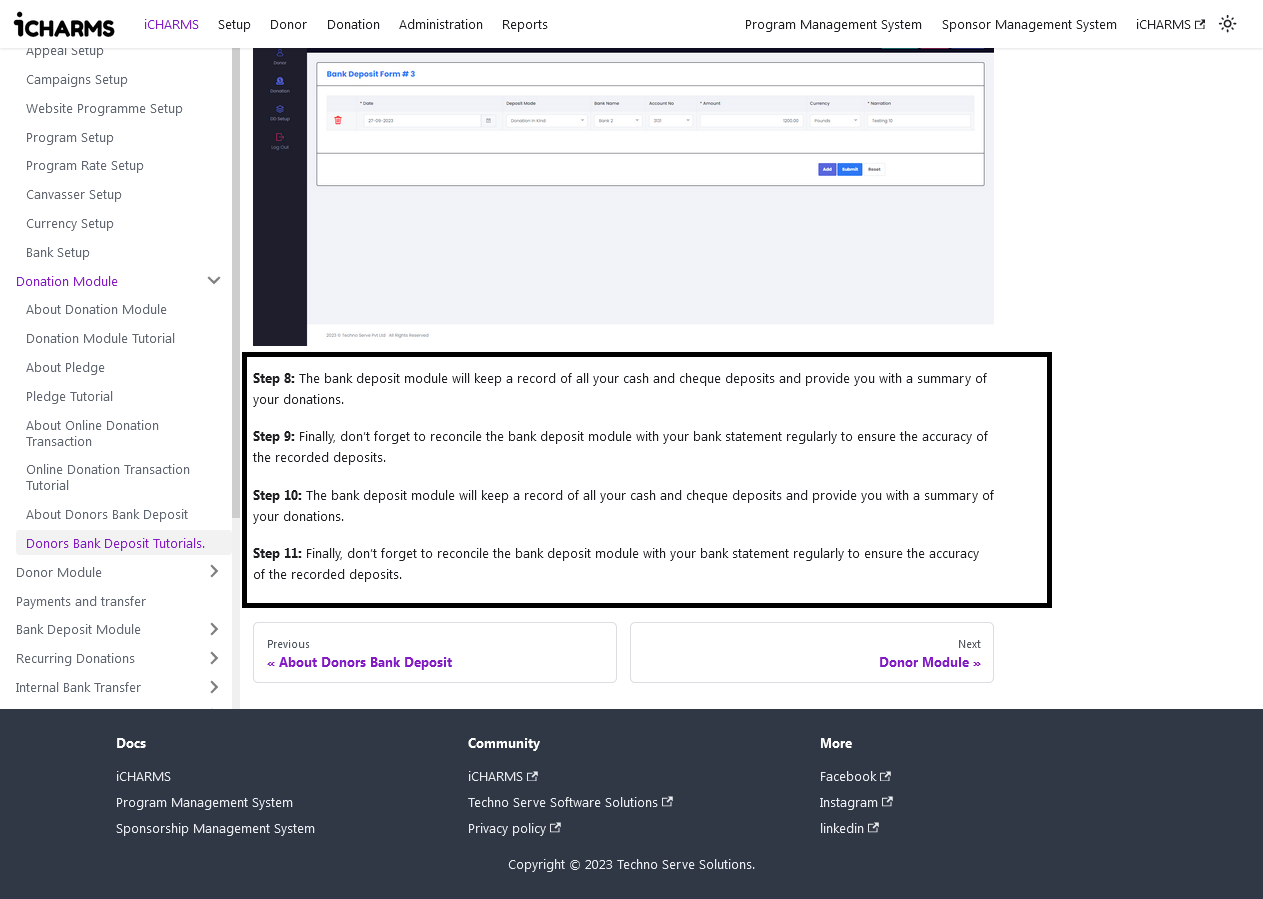 iCHARMS
iCHARMS Setup Donor Donation Administration Reports Program Management System Sponsor Management System iCHARMS
Appeal Setup
Campaigns Setup
Website Programme Setup
Program Setup
Program Rate Setup
Canvasser Setup
Currency Setup
Bank Setup
Donation Module
About Donation Module
Donation Module Tutorial
About Pledge
Pledge Tutorial
About Online Donation
Transaction
Online Donation Transaction
Tutorial
About Donors Bank Deposit
Donors Bank Deposit Tutorials.
Donor Module
Payments and transfer
Bank Deposit Module
Recurring Donations
Internal Bank Transfer
Donor
Donation
DD Setup
Log Out
Bank Deposit Form # 3
* Date Deposit Mode Bank Name Account No * Amount Currency * Narration
27-09-2023 Donation In Kind Bank 2 301 1200.00 Pounds Testing 10
Add Submit Reset
2023 © Techno Serve Pvt Ltd All Rights Reserved
Step 8: The bank deposit module will keep a record of all your cash and cheque deposits and provide you with a summary of
your donations.
Step 9: Finally, don't forget to reconcile the bank deposit module with your bank statement regularly to ensure the accuracy of
the recorded deposits.
Step 10: The bank deposit module will keep a record of all your cash and cheque deposits and provide you with a summary of
your donations.
Step 11: Finally, don't forget to reconcile the bank deposit module with your bank statement regularly to ensure the accuracy
of the recorded deposits.
Previous
« About Donors Bank Deposit
Next
Donor Module »
Docs
iCHARMS
Program Management System
Sponsorship Management System
Community
iCHARMS
Techno Serve Software Solutions
Privacy policy
More
Facebook
Instagram
linkedin
Copyright © 2023 Techno Serve Solutions.